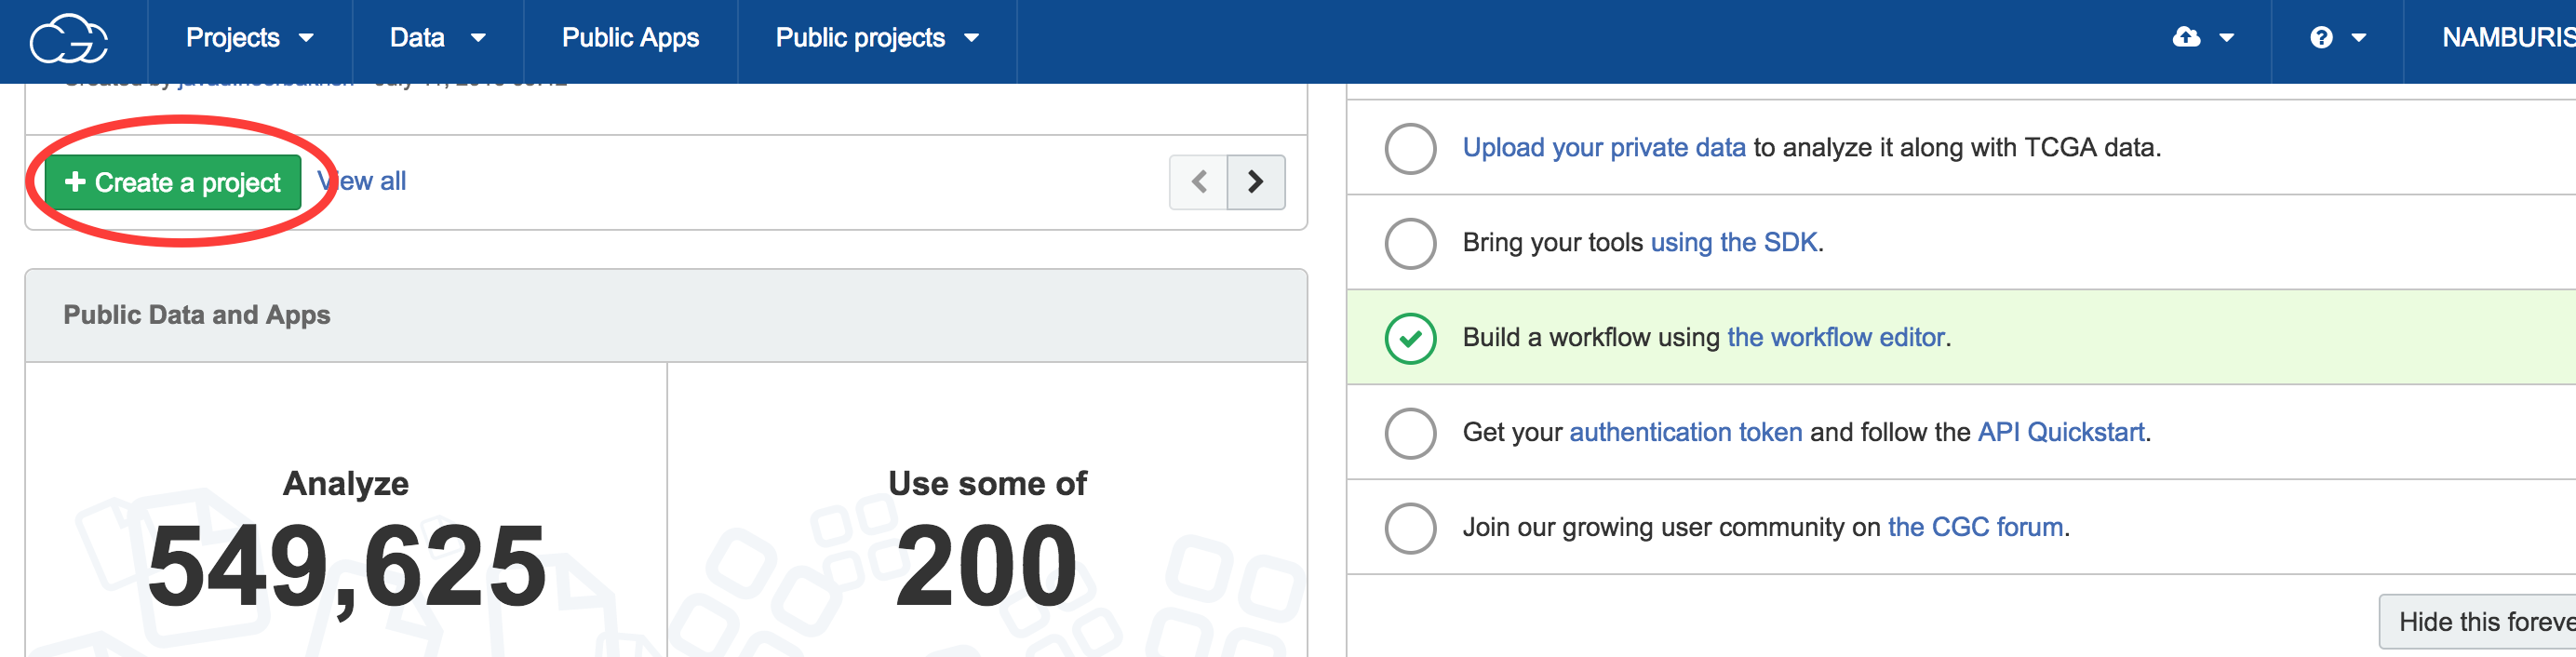 CGC
Projects
Data
Public Apps
Public projects
?
NAMBURIS
Created by
Create a project
View all
Public Data and Apps
Analyze
549,625
Use some of
200
Upload your private data to analyze it along with TCGA data.
Bring your tools using the SDK.
Build a workflow using the workflow editor.
Get your authentication token and follow the API Quickstart.
Join our growing user community on the CGC forum.
Hide this foreve